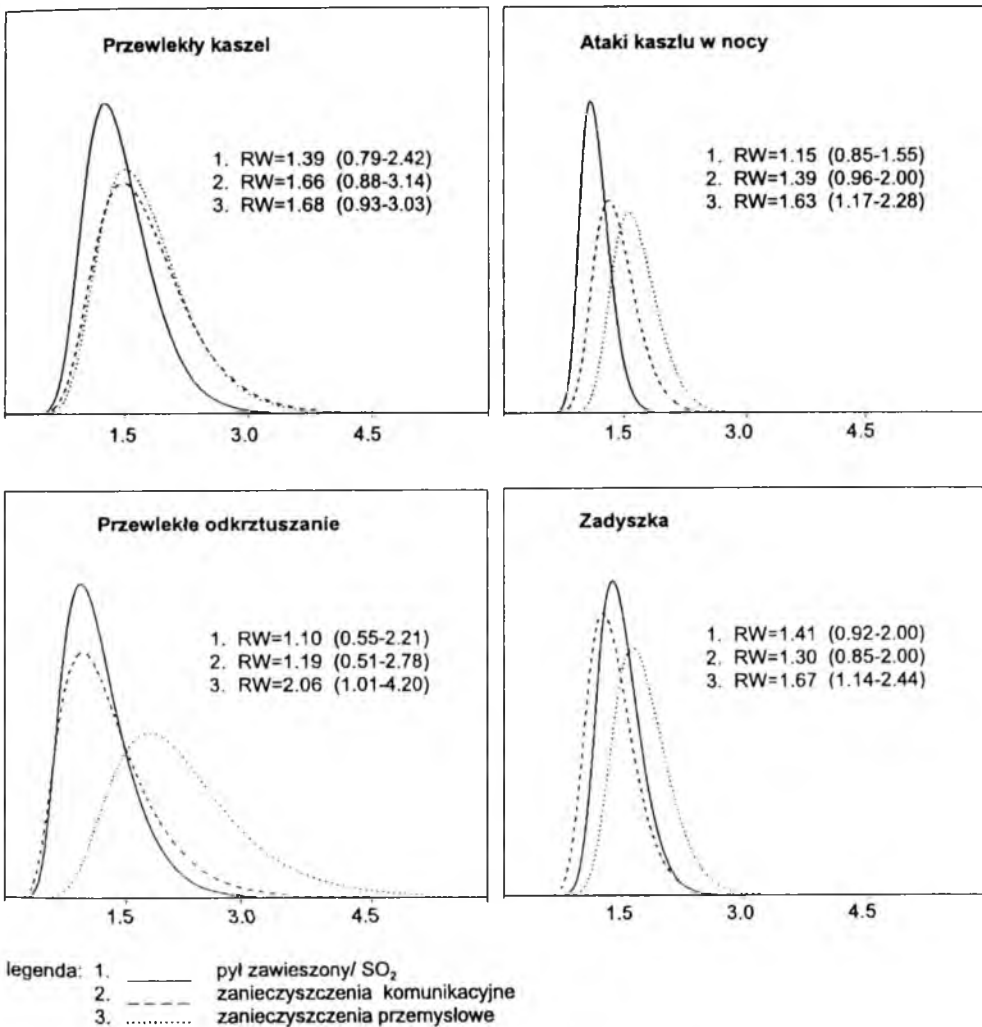 Przewlekły kaszel
1. RW=1.39 (0.79-2.42)
2. RW=1.66 (0.88-3.14)
3. RW=1.68 (0.93-3.03)
1.5 3.0 4.5
Ataki kaszlu w nocy
1. RW=1.15 (0.85-1.55)
2. RW=1.39 (0.96-2.00)
3. RW=1.63 (1.17-2.28)
1.5 3.0 4.5
Przewlekłe odkrztuszanie
1. RW=1.10 (0.55-2.21)
2. RW=1.19 (0.51-2.78)
3. RW=2.06 (1.01-4.20)
1.5 3.0 4.5
Zadyszka
1. RW=1.41 (0.92-2.00)
2. RW=1.30 (0.85-2.00)
3. RW=1.67 (1.14-2.44)
1.5 3.0 4.5
legenda: 1. pył zawieszony/ SO₂
2. zanieczyszczenia komunikacyjne
3. zanieczyszczenia przemysłowe